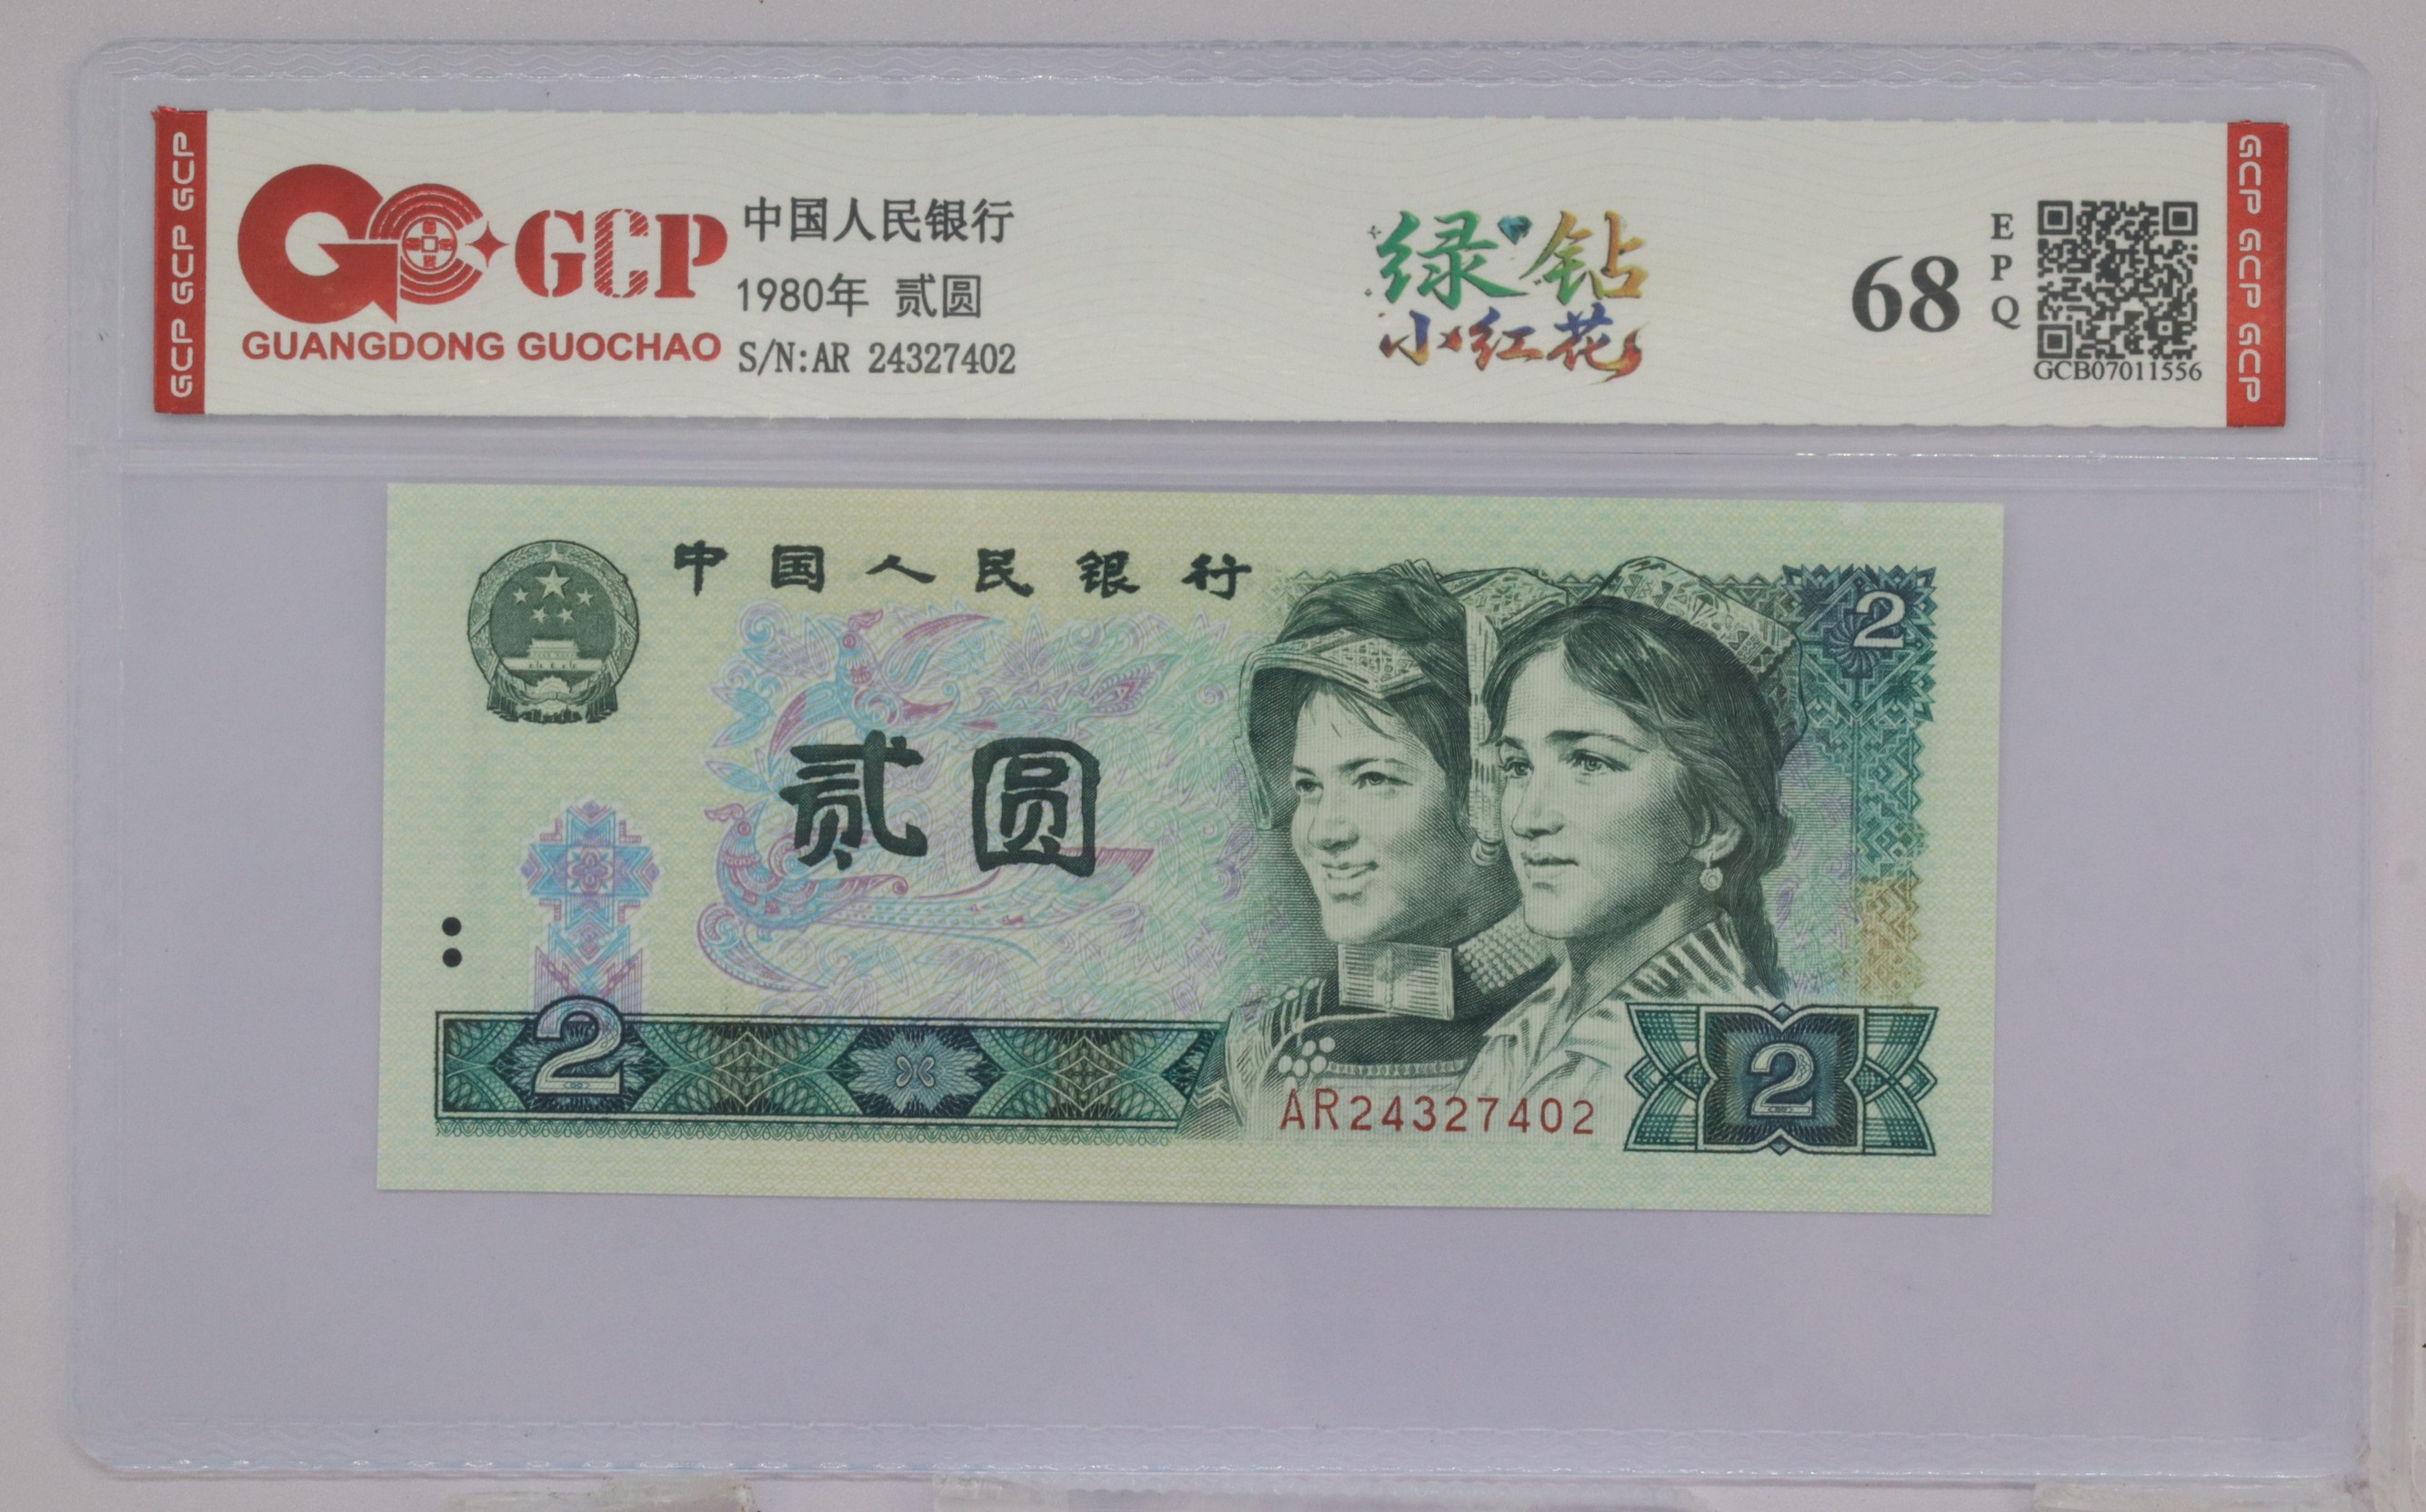 GCP GCP GCP
GCP
GUANGDONG GUOCHAO
中国人民银行
1980年 贰圆
S/N:AR 24327402
绿钻
小红花
68
EPQ
GCB07011556
GCP GCP GCP
中国人民银行
2
贰圆
2
AR24327402
2